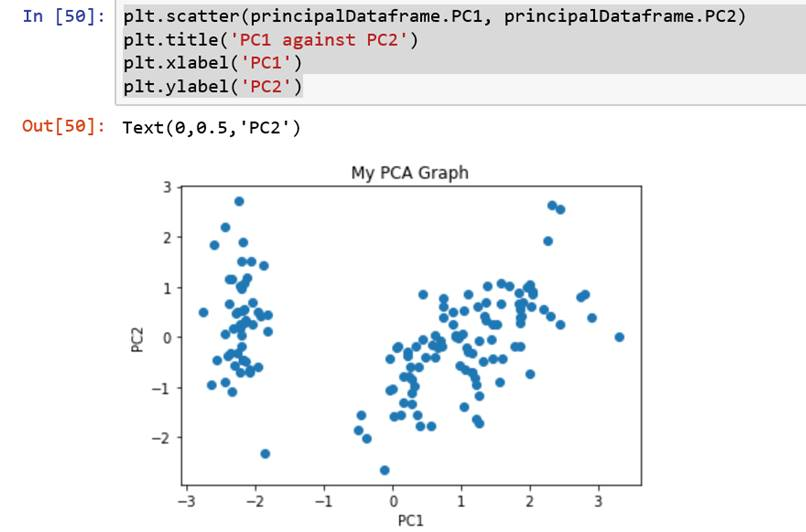 In [50]: plt.scatter(principalDataframe.PC1, principalDataframe.PC2)
plt.title('PC1 against PC2')
plt.xlabel('PC1')
plt.ylabel('PC2')
Out[50]: Text(0,0.5,'PC2')
My PCA Graph
3
2
1
0
−1
−2
PC2
−3 −2 −1 0 1 2 3
PC1